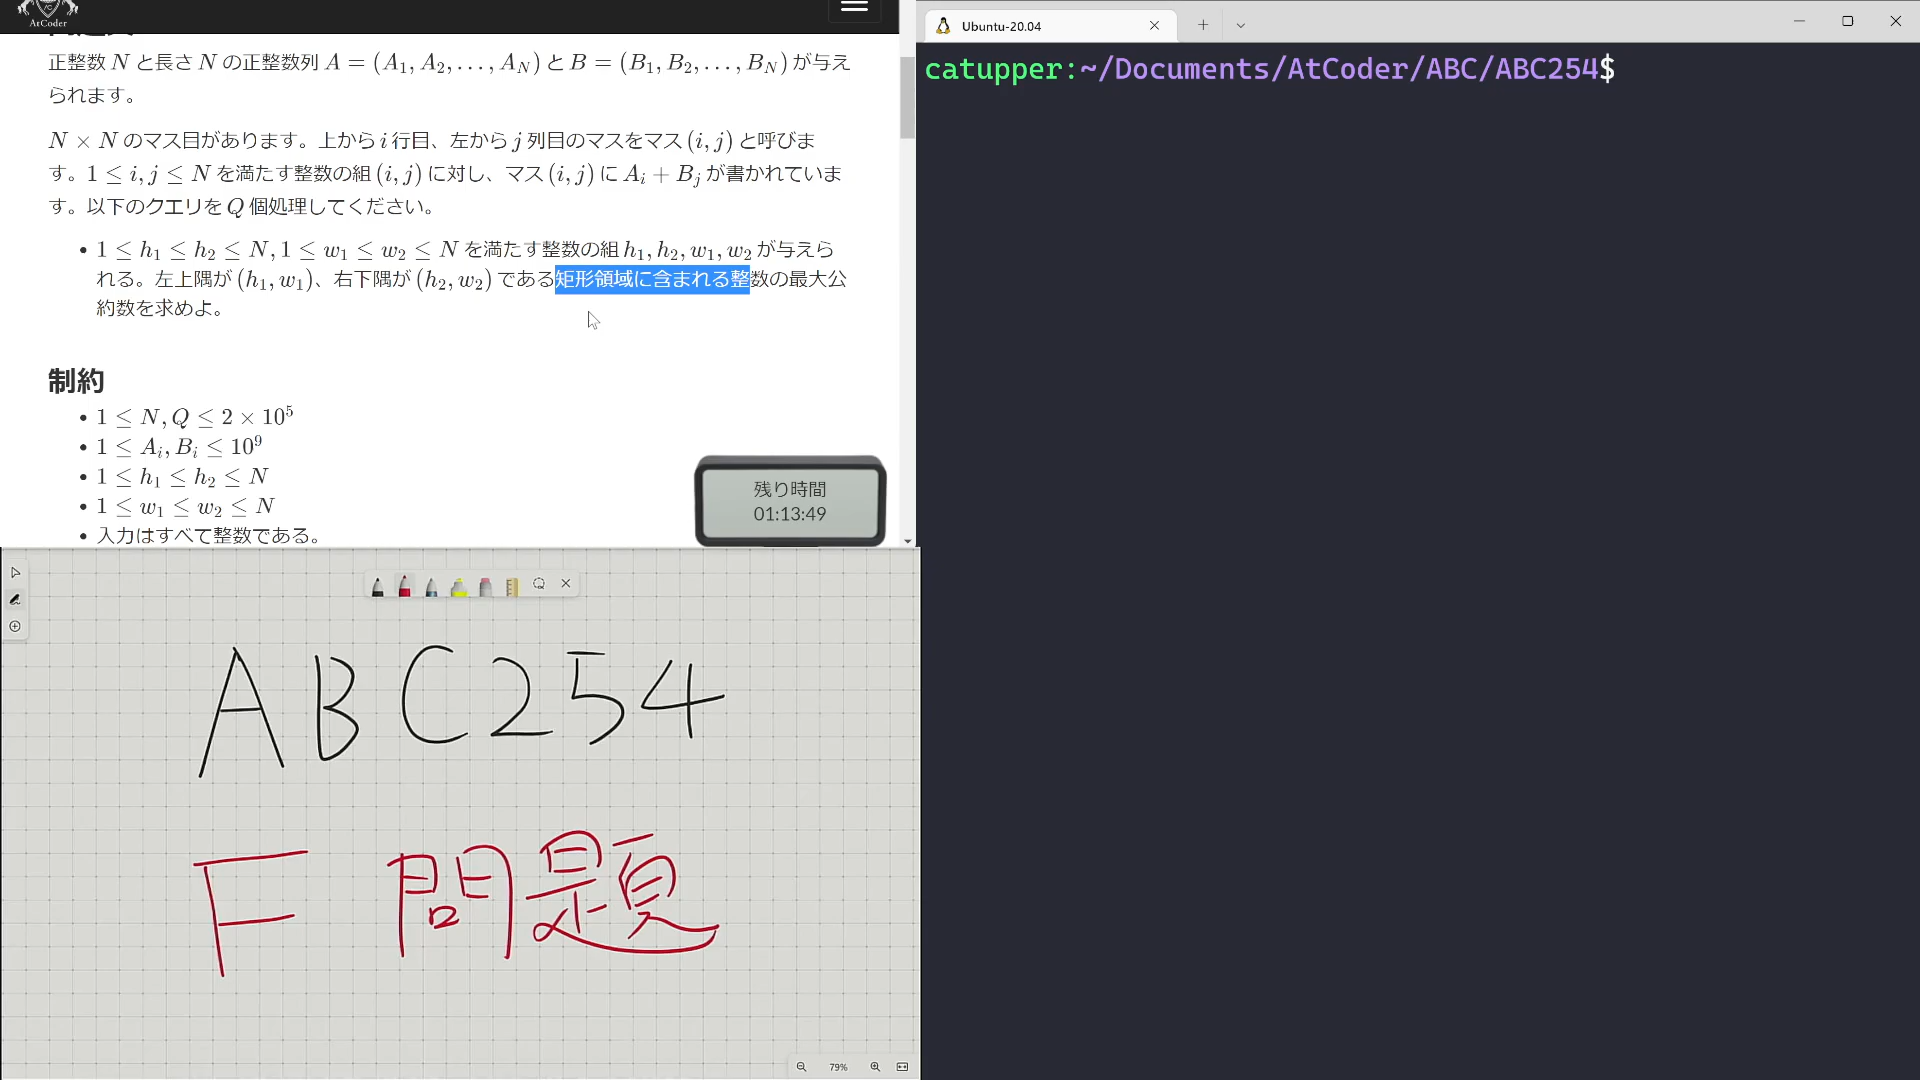 AtCoder
正整数 N と長さ N の正整数列 A = (A₁, A₂, …, A_N) と B = (B₁, B₂, …, B_N) が与え
られます。
N × N のマス目があります。上から i 行目、左から j 列目のマスをマス (i, j) と呼びま
す。1 ≤ i, j ≤ N を満たす整数の組 (i, j) に対し、マス (i, j) に A_i + B_j が書かれていま
す。以下のクエリを Q 個処理してください。
• 1 ≤ h₁ ≤ h₂ ≤ N, 1 ≤ w₁ ≤ w₂ ≤ N を満たす整数の組 h₁, h₂, w₁, w₂ が与えら
れる。左上隅が (h₁, w₁)、右下隅が (h₂, w₂) である矩形領域に含まれる整数の最大公
約数を求めよ。
制約
• 1 ≤ N, Q ≤ 2 × 10⁵
• 1 ≤ A_i, B_i ≤ 10⁹
• 1 ≤ h₁ ≤ h₂ ≤ N
• 1 ≤ w₁ ≤ w₂ ≤ N
• 入力はすべて整数である。
残り時間
01:13:49
ABC254
F 問題
79%
Ubuntu-20.04
catupper:~/Documents/AtCoder/ABC/ABC254$